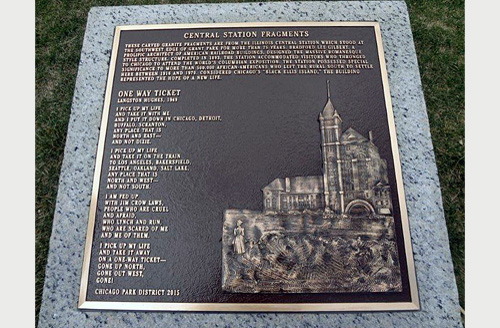 CENTRAL STATION FRAGMENTS
THESE CARVED GRANITE FRAGMENTS ARE FROM THE ILLINOIS CENTRAL STATION WHICH STOOD AT
THE SOUTHWEST EDGE OF GRANT PARK FOR MORE THAN 75 YEARS. BRADFORD LEE GILBERT, A
PROLIFIC ARCHITECT OF AMERICAN RAILROAD BUILDINGS, DESIGNED THE MASSIVE ROMANESQUE
STYLE STRUCTURE. COMPLETED IN 1893, THE STATION ACCOMMODATED VISITORS WHO THRONGED
TO CHICAGO TO ATTEND THE WORLD'S COLUMBIAN EXPOSITION. THE STATION POSSESSED SPECIAL
SIGNIFICANCE TO MORE THAN AFRICAN AMERICANS WHO LEFT THE RURAL SOUTH TO SETTLE
HERE BETWEEN 1916 AND 1970. CONSIDERED CHICAGO'S "BLACK ELLIS ISLAND," THE BUILDING
REPRESENTED THE HOPE OF A NEW LIFE.
ONE WAY TICKET
LANGSTON HUGHES, 1949
I PICK UP MY LIFE
AND TAKE IT WITH ME
AND I PUT IT DOWN IN CHICAGO, DETROIT,
BUFFALO, SCRANTON,
ANY PLACE THAT IS
NORTH AND EAST—
AND NOT DIXIE.
I PICK UP MY LIFE
AND TAKE IT ON THE TRAIN
TO LOS ANGELES, BAKERSFIELD,
SEATTLE, OAKLAND, SALT LAKE,
ANY PLACE THAT IS
NORTH AND WEST—
AND NOT SOUTH.
I AM FED UP
WITH JIM CROW LAWS,
PEOPLE WHO ARE CRUEL
AND AFRAID,
WHO LYNCH AND RUN,
WHO ARE SCARED OF ME
AND ME OF THEM.
I PICK UP MY LIFE
AND TAKE IT AWAY
ON A ONE-WAY TICKET—
GONE UP NORTH,
GONE OUT WEST,
GONE!
CHICAGO PARK DISTRICT 2015